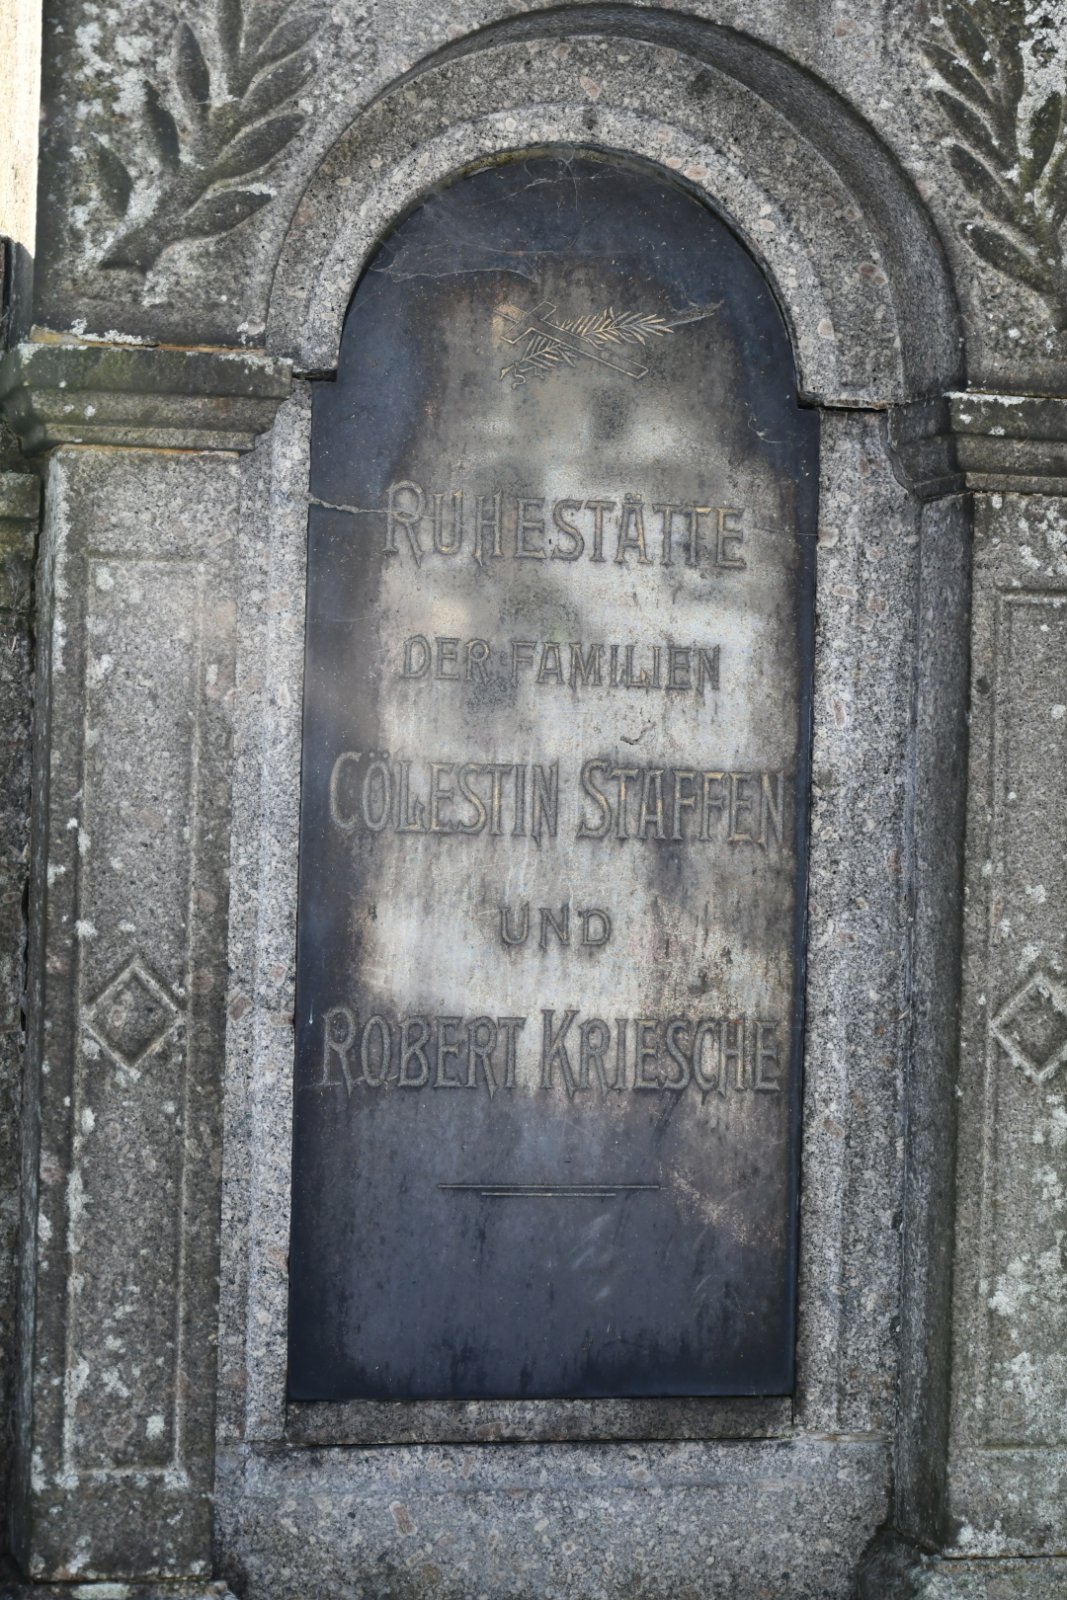 RUHESTÄTTE
DER FAMILIEN
CÖLESTIN STAFFEN
UND
ROBERT KRIESCHE